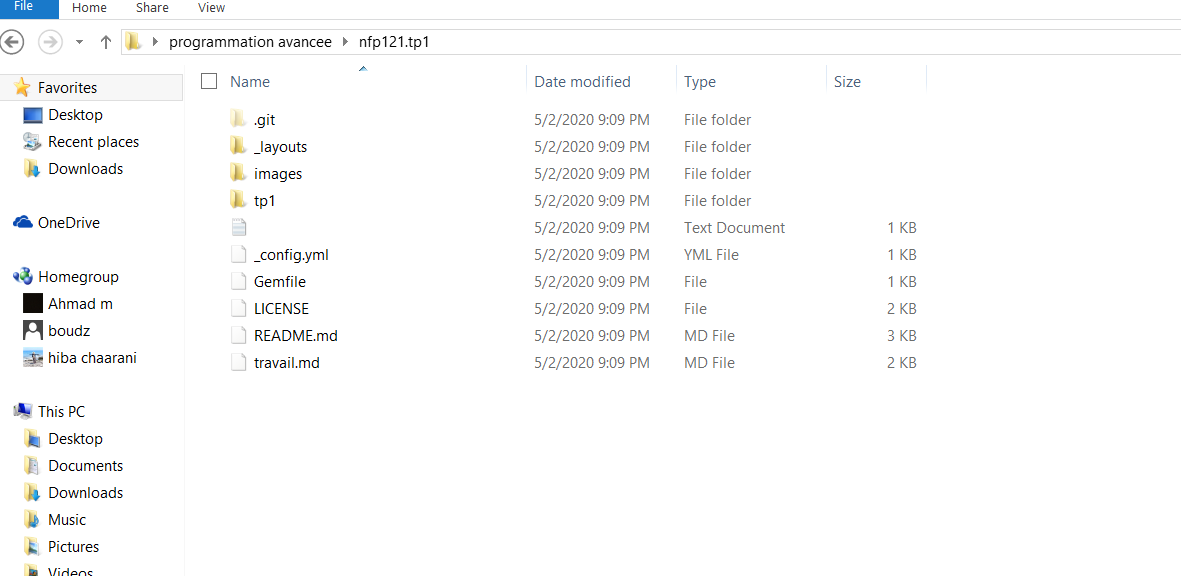 File Home Share View
programmation avancee nfp121.tp1
Name Date modified Type Size
Favorites
Desktop
Recent places
Downloads
OneDrive
Homegroup
Ahmad m
boudz
hiba chaarani
This PC
Desktop
Documents
Downloads
Music
Pictures
Videos
.git 5/2/2020 9:09 PM File folder
_layouts 5/2/2020 9:09 PM File folder
images 5/2/2020 9:09 PM File folder
tp1 5/2/2020 9:09 PM File folder
5/2/2020 9:09 PM Text Document 1 KB
_config.yml 5/2/2020 9:09 PM YML File 1 KB
Gemfile 5/2/2020 9:09 PM File 1 KB
LICENSE 5/2/2020 9:09 PM File 2 KB
README.md 5/2/2020 9:09 PM MD File 3 KB
travail.md 5/2/2020 9:09 PM MD File 2 KB